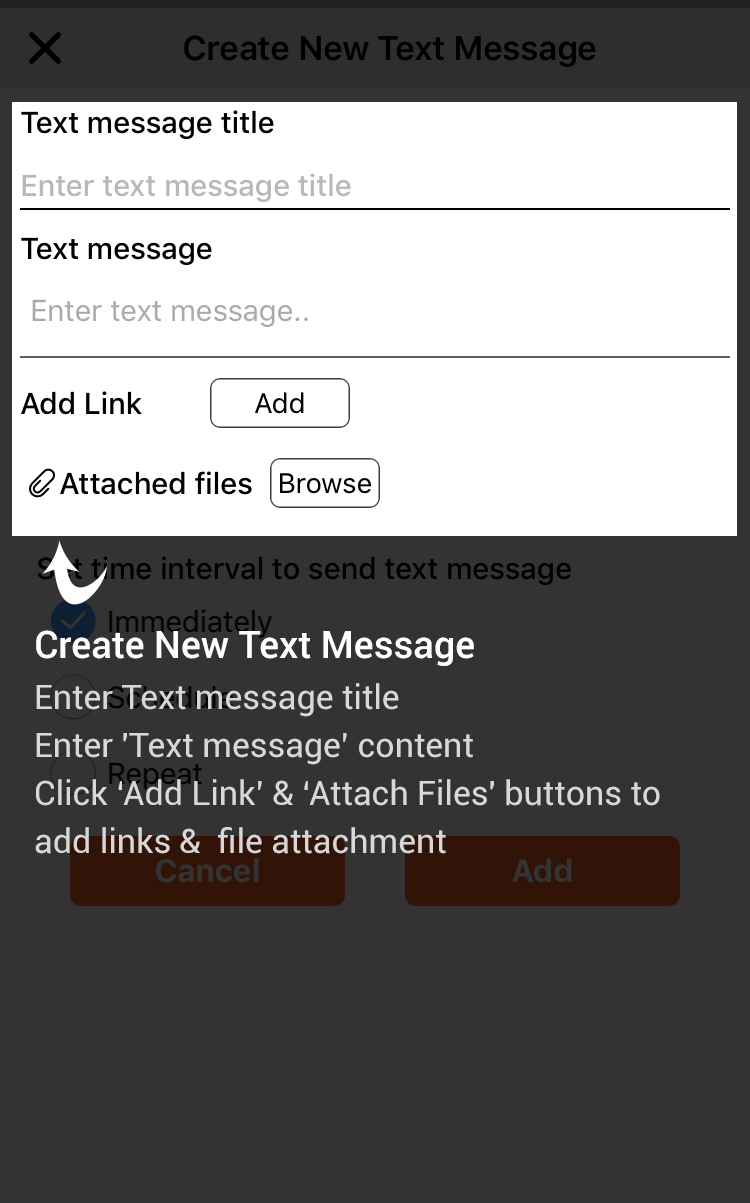 Create New Text Message
Text message title
Enter text message title
Text message
Enter text message..
Add Link Add
Attached files Browse
Set time interval to send text message
Immediately
Create New Text Message
Schedule
Enter Text message title
Enter 'Text message' content
Repeat
Click ‘Add Link’ & ‘Attach Files’ buttons to
add links &  file attachment
Cancel Add